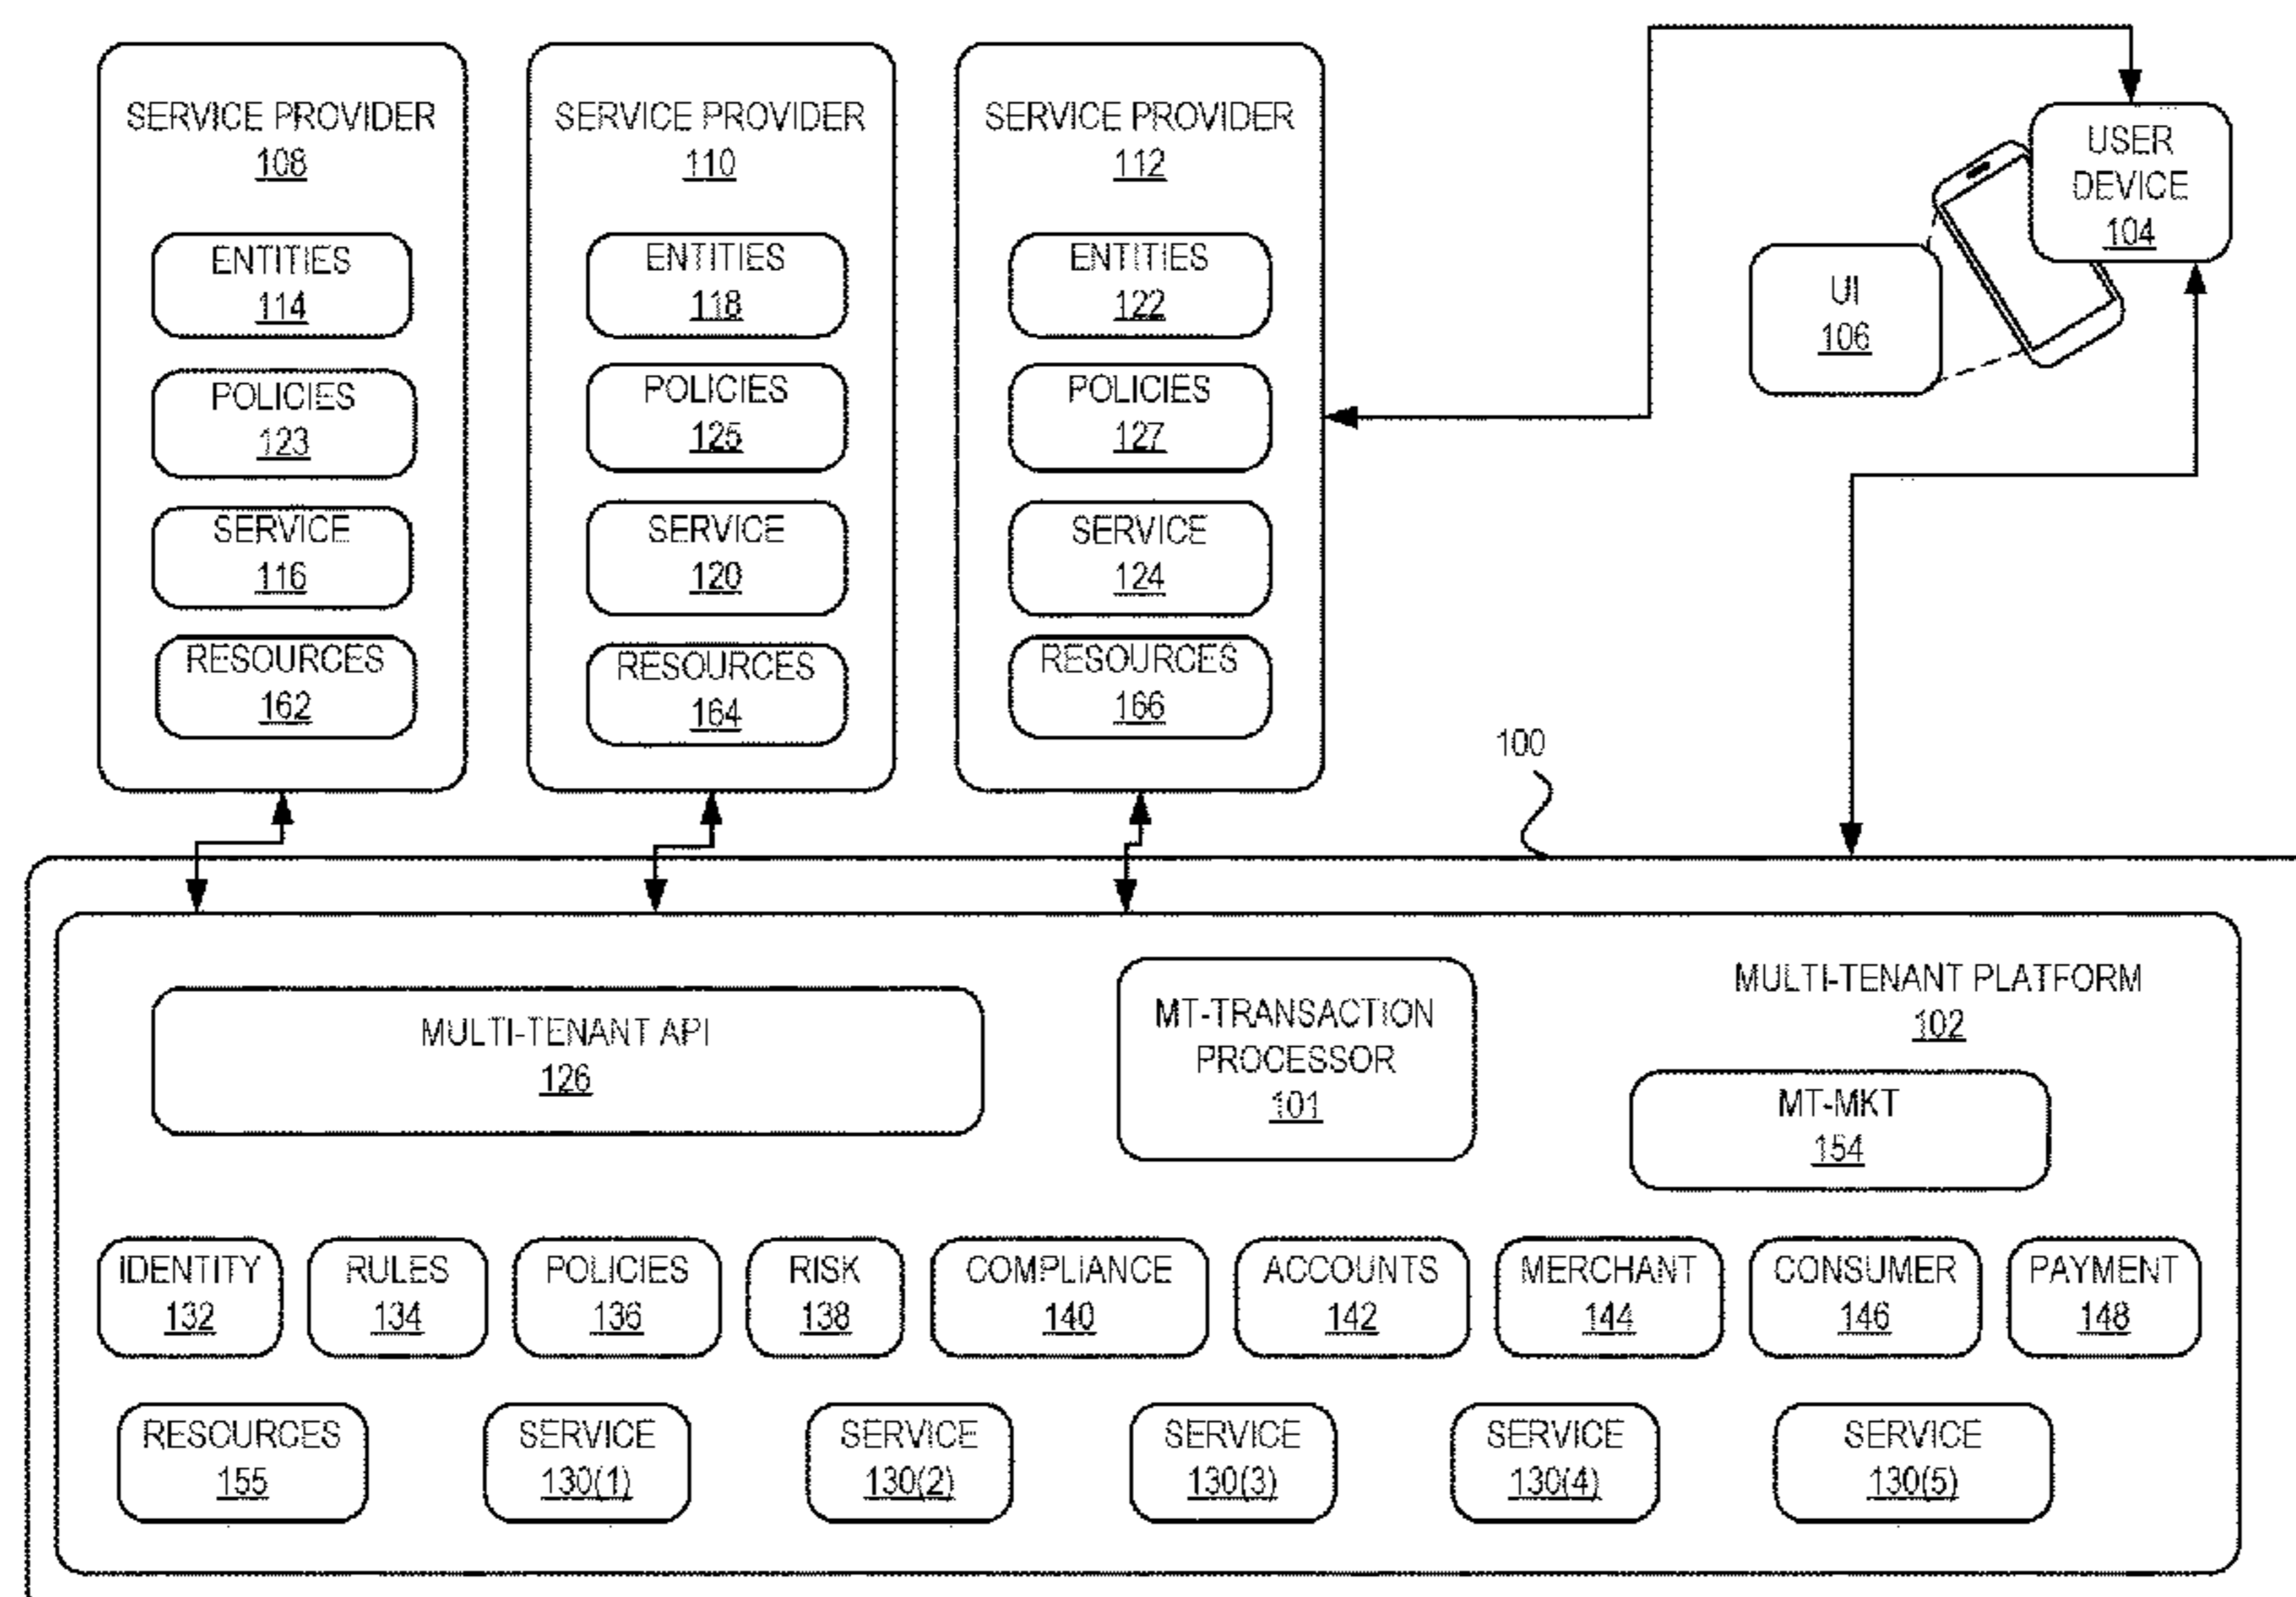 SERVICE PROVIDER
108
ENTITIES
114
POLICIES
123
SERVICE
116
RESOURCES
162
SERVICE PROVIDER
110
ENTITIES
118
POLICIES
125
SERVICE
120
RESOURCES
164
SERVICE PROVIDER
112
ENTITIES
122
POLICIES
127
SERVICE
124
RESOURCES
166
USER
DEVICE
104
UI
106
100
MULTI-TENANT API
126
MT-TRANSACTION
PROCESSOR
101
MULTI-TENANT PLATFORM
102
MT-MKT
154
IDENTITY
132
RULES
134
POLICIES
136
RISK
138
COMPLIANCE
140
ACCOUNTS
142
MERCHANT
144
CONSUMER
146
PAYMENT
148
RESOURCES
155
SERVICE
130(1)
SERVICE
130(2)
SERVICE
130(3)
SERVICE
130(4)
SERVICE
130(5)